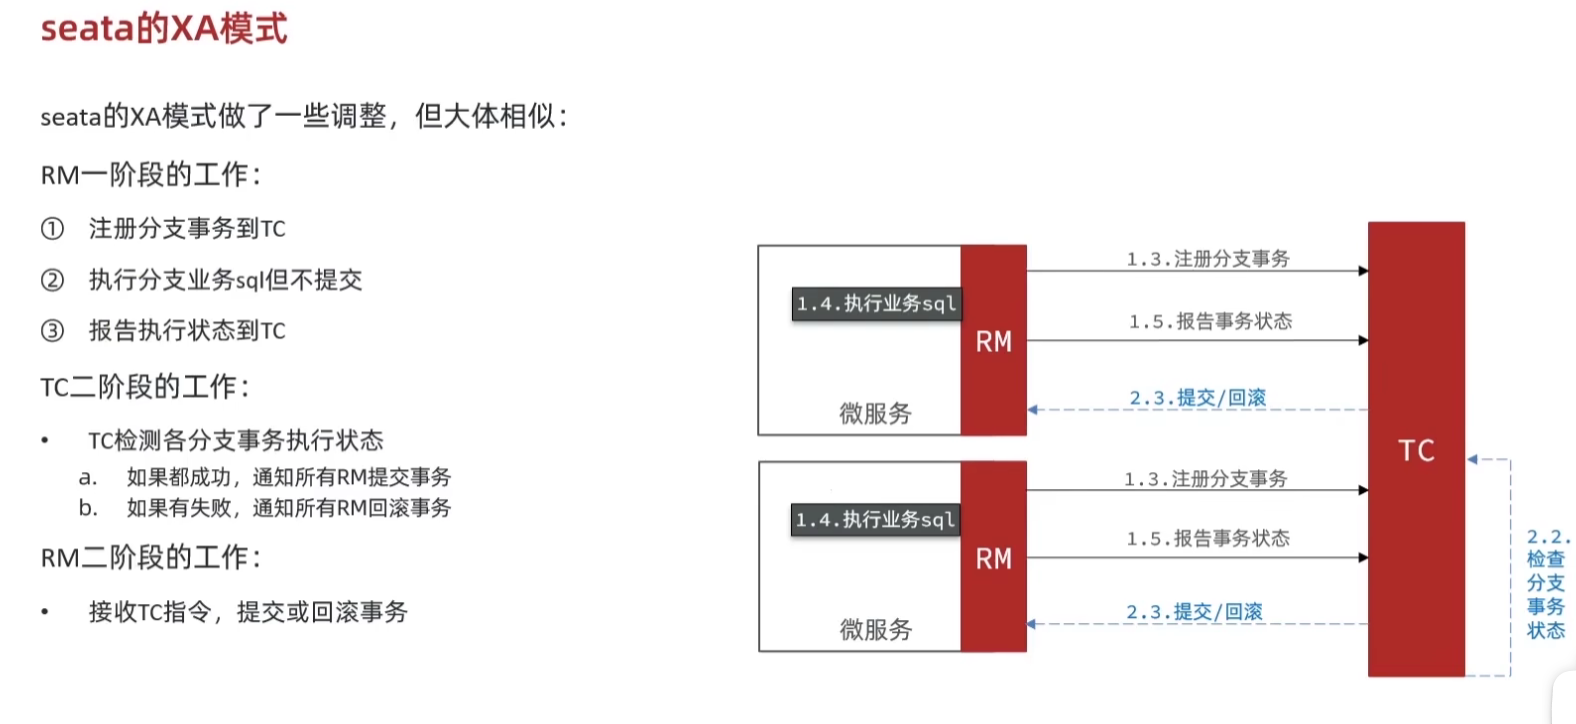 seata的XA模式
seata的XA模式做了一些调整，但大体相似：
RM一阶段的工作：
① 注册分支事务到TC
② 执行分支业务sql但不提交
③ 报告执行状态到TC
TC二阶段的工作：
• TC检测各分支事务执行状态
a. 如果都成功，通知所有RM提交事务
b. 如果有失败，通知所有RM回滚事务
RM二阶段的工作：
• 接收TC指令，提交或回滚事务
1.3.注册分支事务
1.4.执行业务sql
1.5.报告事务状态
RM
2.3.提交/回滚
微服务
TC
1.3.注册分支事务
1.4.执行业务sql
1.5.报告事务状态
RM
2.3.提交/回滚
微服务
2.2.
检查
分支
事务
状态